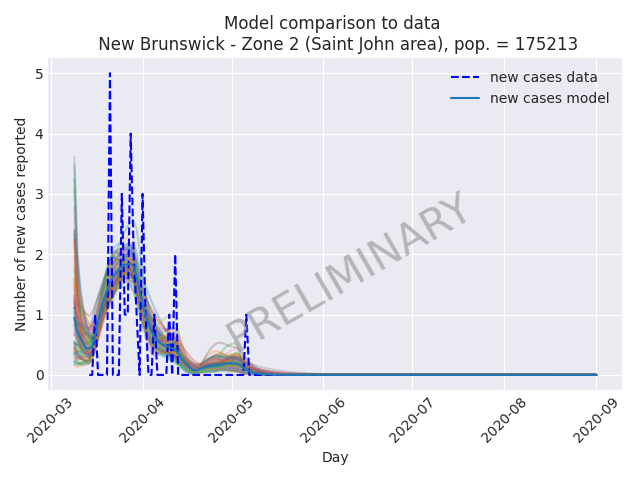 Model comparison to data
New Brunswick - Zone 2 (Saint John area), pop. = 175213
new cases data
new cases model
PRELIMINARY
Number of new cases reported
5
4
3
2
1
0
2020-03
2020-04
2020-05
2020-06
2020-07
2020-08
2020-09
Day